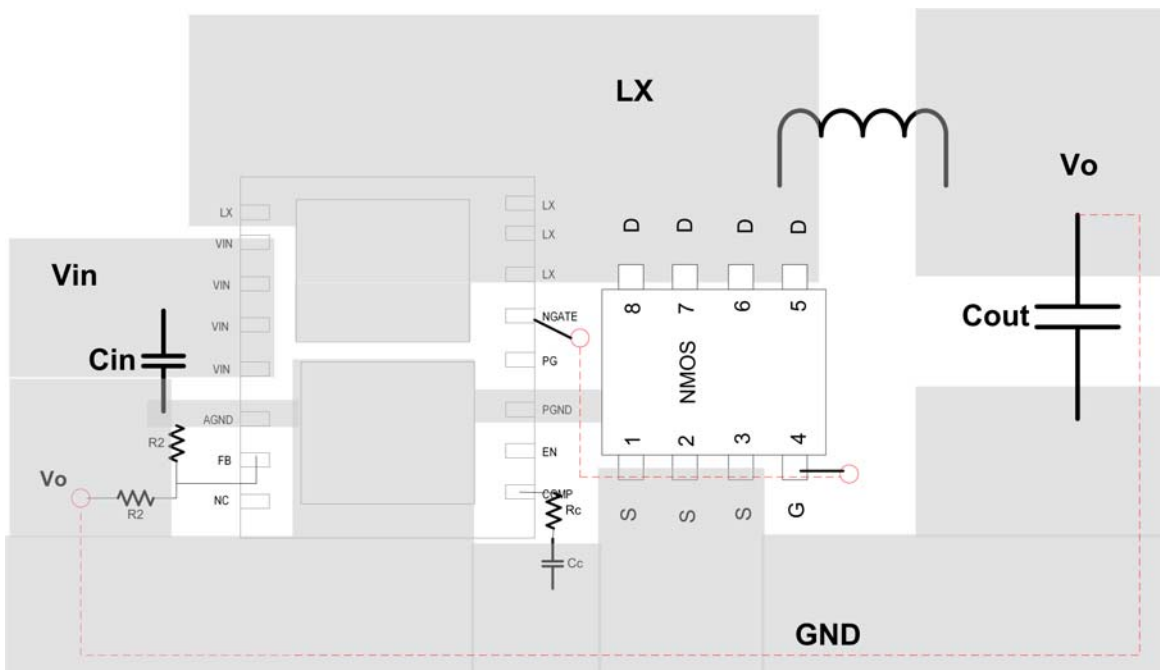 LX
Vo
Vin
Cin
Cout
LX
VIN
VIN
VIN
VIN
AGND
FB
NC
LX
LX
LX
NGATE
PG
PGND
EN
COMP
D
D
D
D
8
7
6
5
NMOS
1
2
3
4
S
S
S
G
R2
Vo
R2
Rc
Cc
GND